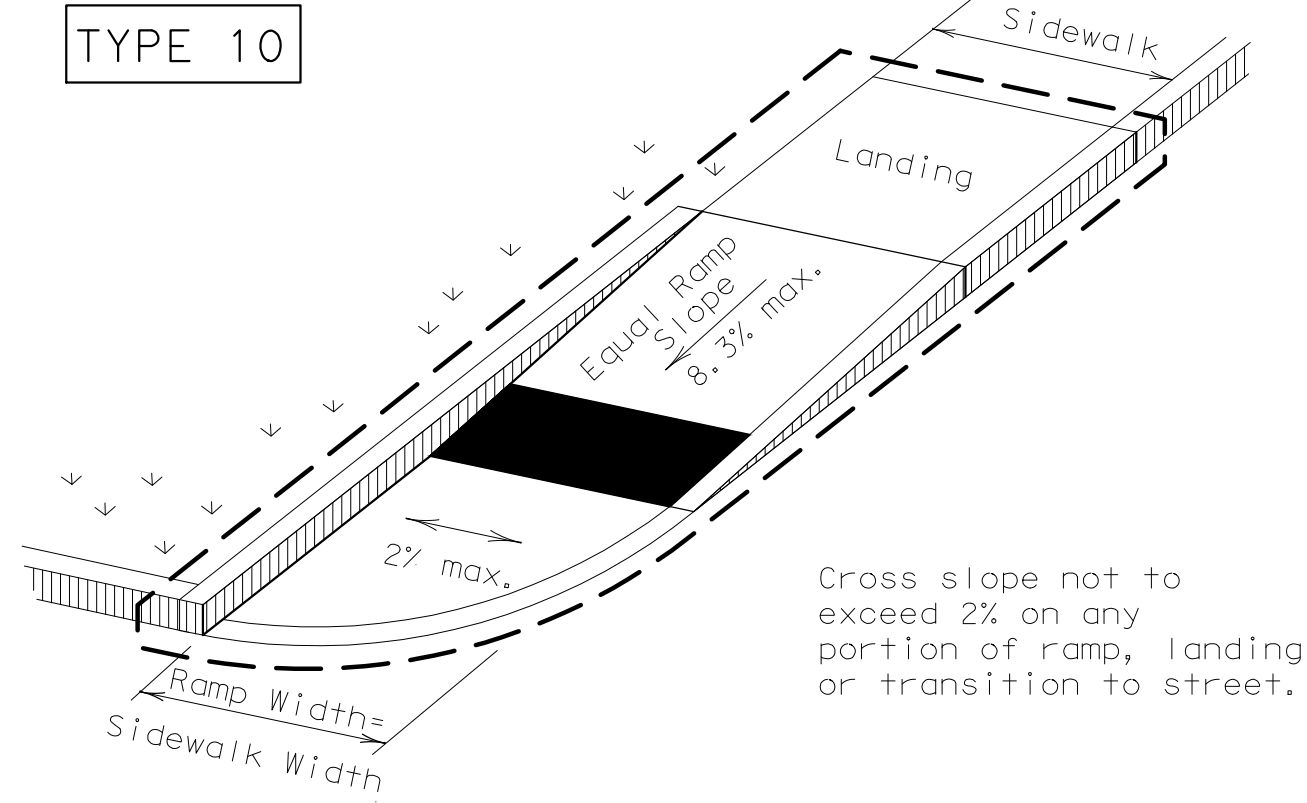 TYPE 10
Sidewalk
Landing
Equal Ramp
Slope
8.3% max.
2% max.
Cross slope not to
exceed 2% on any
portion of ramp, landing
or transition to street.
Ramp Width=
Sidewalk Width